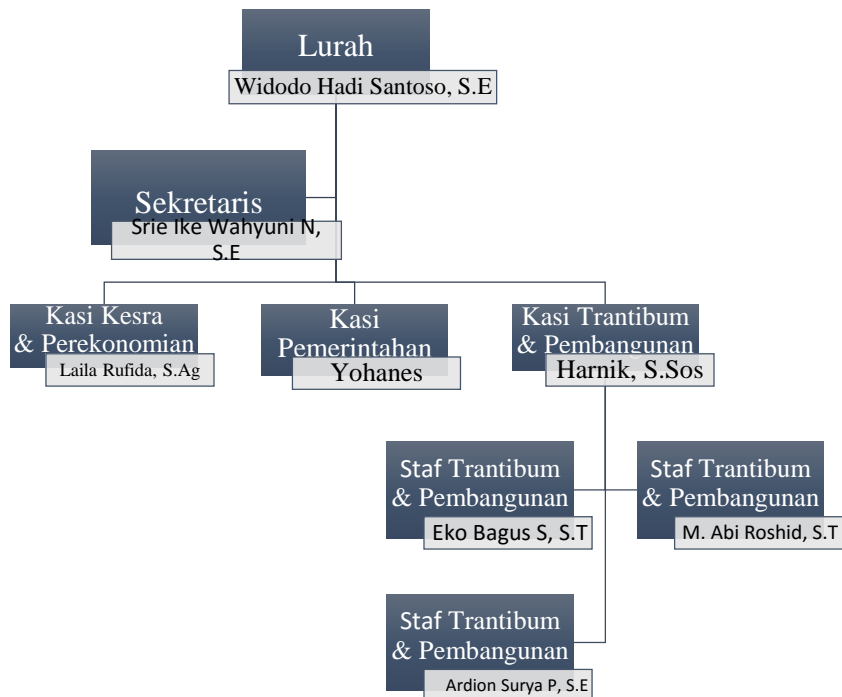 Lurah
Widodo Hadi Santoso, S.E
Sekretaris
Srie Ike Wahyuni N,
S.E
Kasi Kesra
& Perekonomian
Laila Rufida, S.Ag
Kasi
Pemerintahan
Yohanes
Kasi Trantibum
& Pembangunan
Harnik, S.Sos
Staf Trantibum
& Pembangunan
Eko Bagus S, S.T
Staf Trantibum
& Pembangunan
M. Abi Roshid, S.T
Staf Trantibum
& Pembangunan
Ardion Surya P, S.E